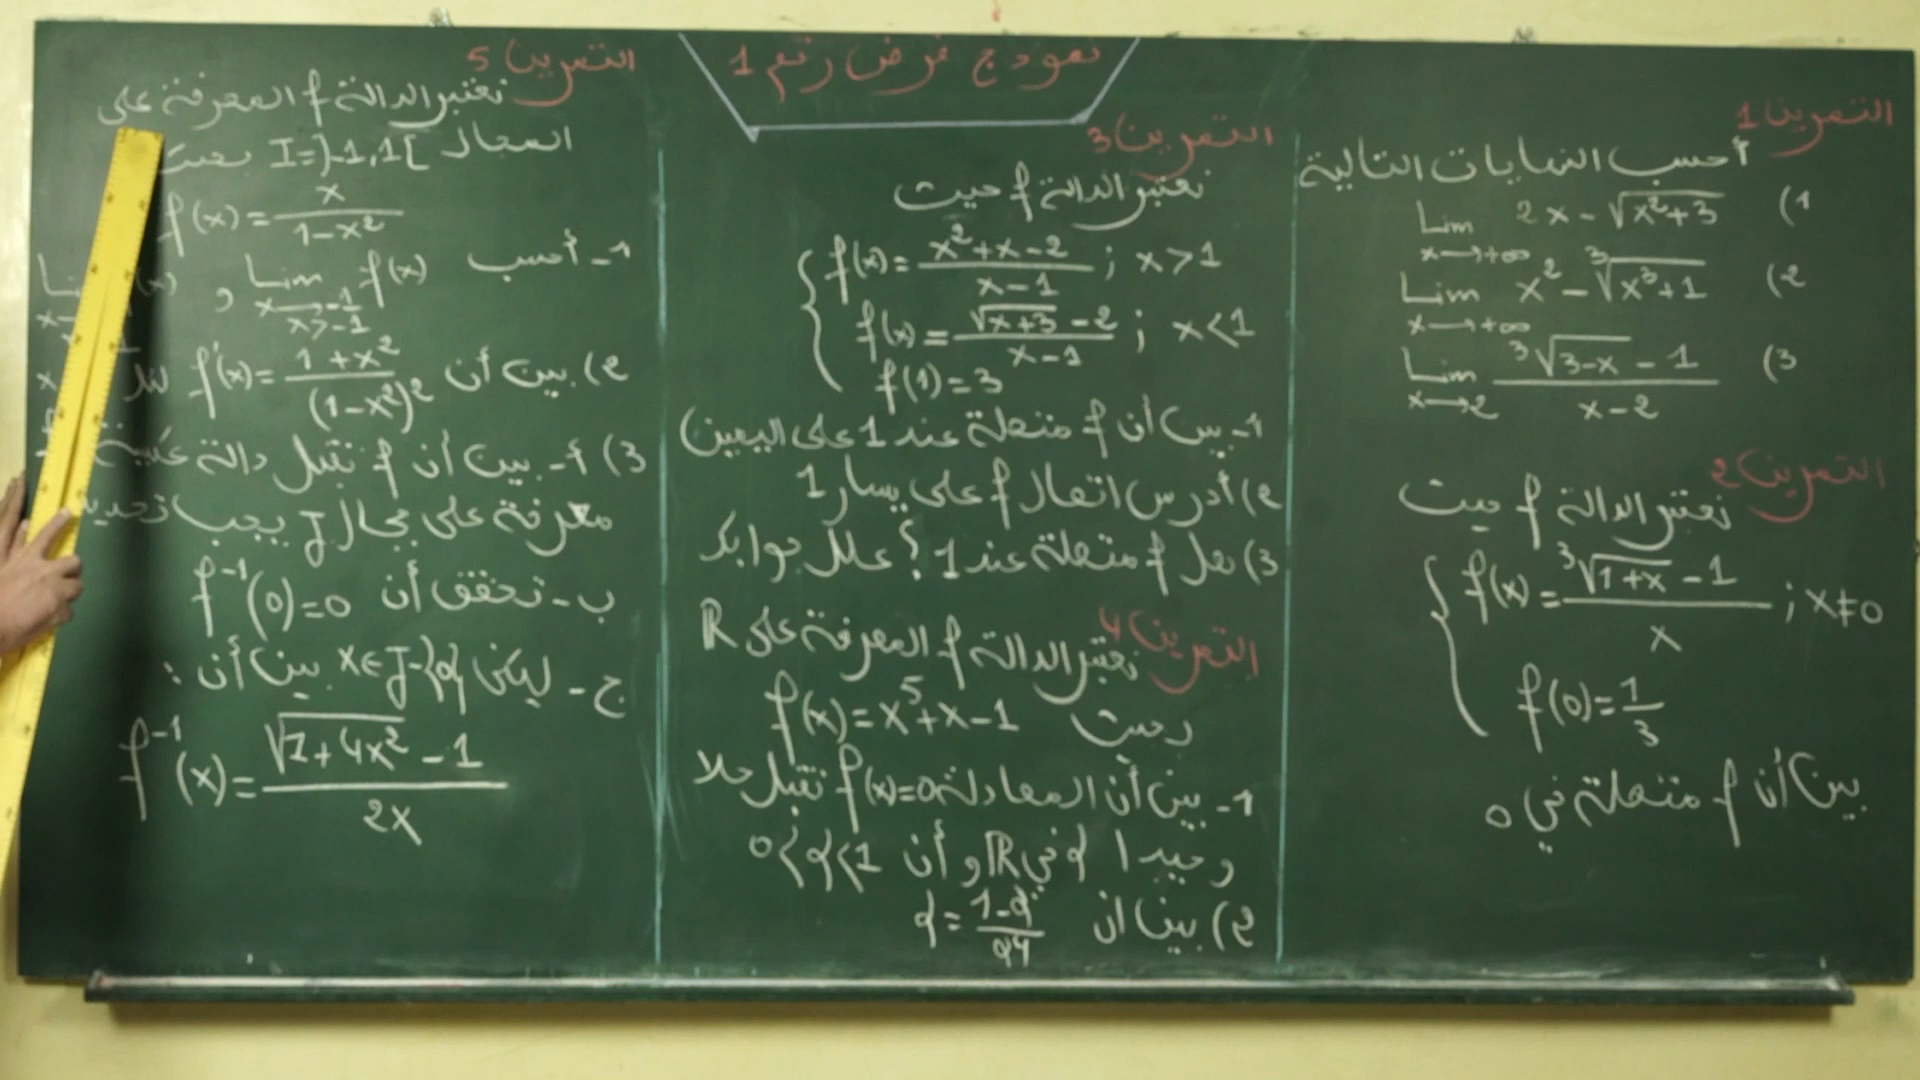 نموذج فرض رقم 1
التمرين 1
أحسب النهايات التالية
1) Lim x→+∞ 2x - √(x²+3)
2) Lim x→+∞ x² - ³√(x³+1)
3) Lim x→2 (³√(3-x) - 1)/(x-2)
التمرين 2
نعتبر الدالة f حيث
{ f(x) = (³√(1+x) - 1)/x ; x≠0
f(0) = 1/3
بين أن f متصلة في 0
التمرين 3
نعتبر الدالة f حيث
{ f(x) = (x²+x-2)/(x-1) ; x>1
f(x) = (√(x+3) - 2)/(x-1) ; x<1
f(1)=3
1- بين أن f متصلة عند 1 على اليمين
2) أدرس اتصال f على يسار 1
3) هل f متصلة عند 1 ؟ علل جوابك
التمرين 4
نعتبر الدالة f المعرفة على ℝ
بحيث f(x) = x⁵+x-1
1- بين أن المعادلة f(x)=0 تقبل حلا
وحيدا α في ℝ و أن 0<α<1
2) بين ان
التمرين 5
نعتبر الدالة f المعرفة على
المجال I=]-1,1[ بحيث
f(x) = x/(1-x²)
1- أحسب Lim x→-1 x>-1 f(x) و
2) بين أن f'(x) = (1+x²)/(1-x²)² لكل x
3) أ- بين أن f تقبل دالة عكسية
معرفة على مجال J يجب تحديد
ب- تحقق أن f⁻¹(0)=0
ج- ليكن x∈J-{0} بين أن :
f⁻¹(x) = (√(1+4x²) - 1)/2x